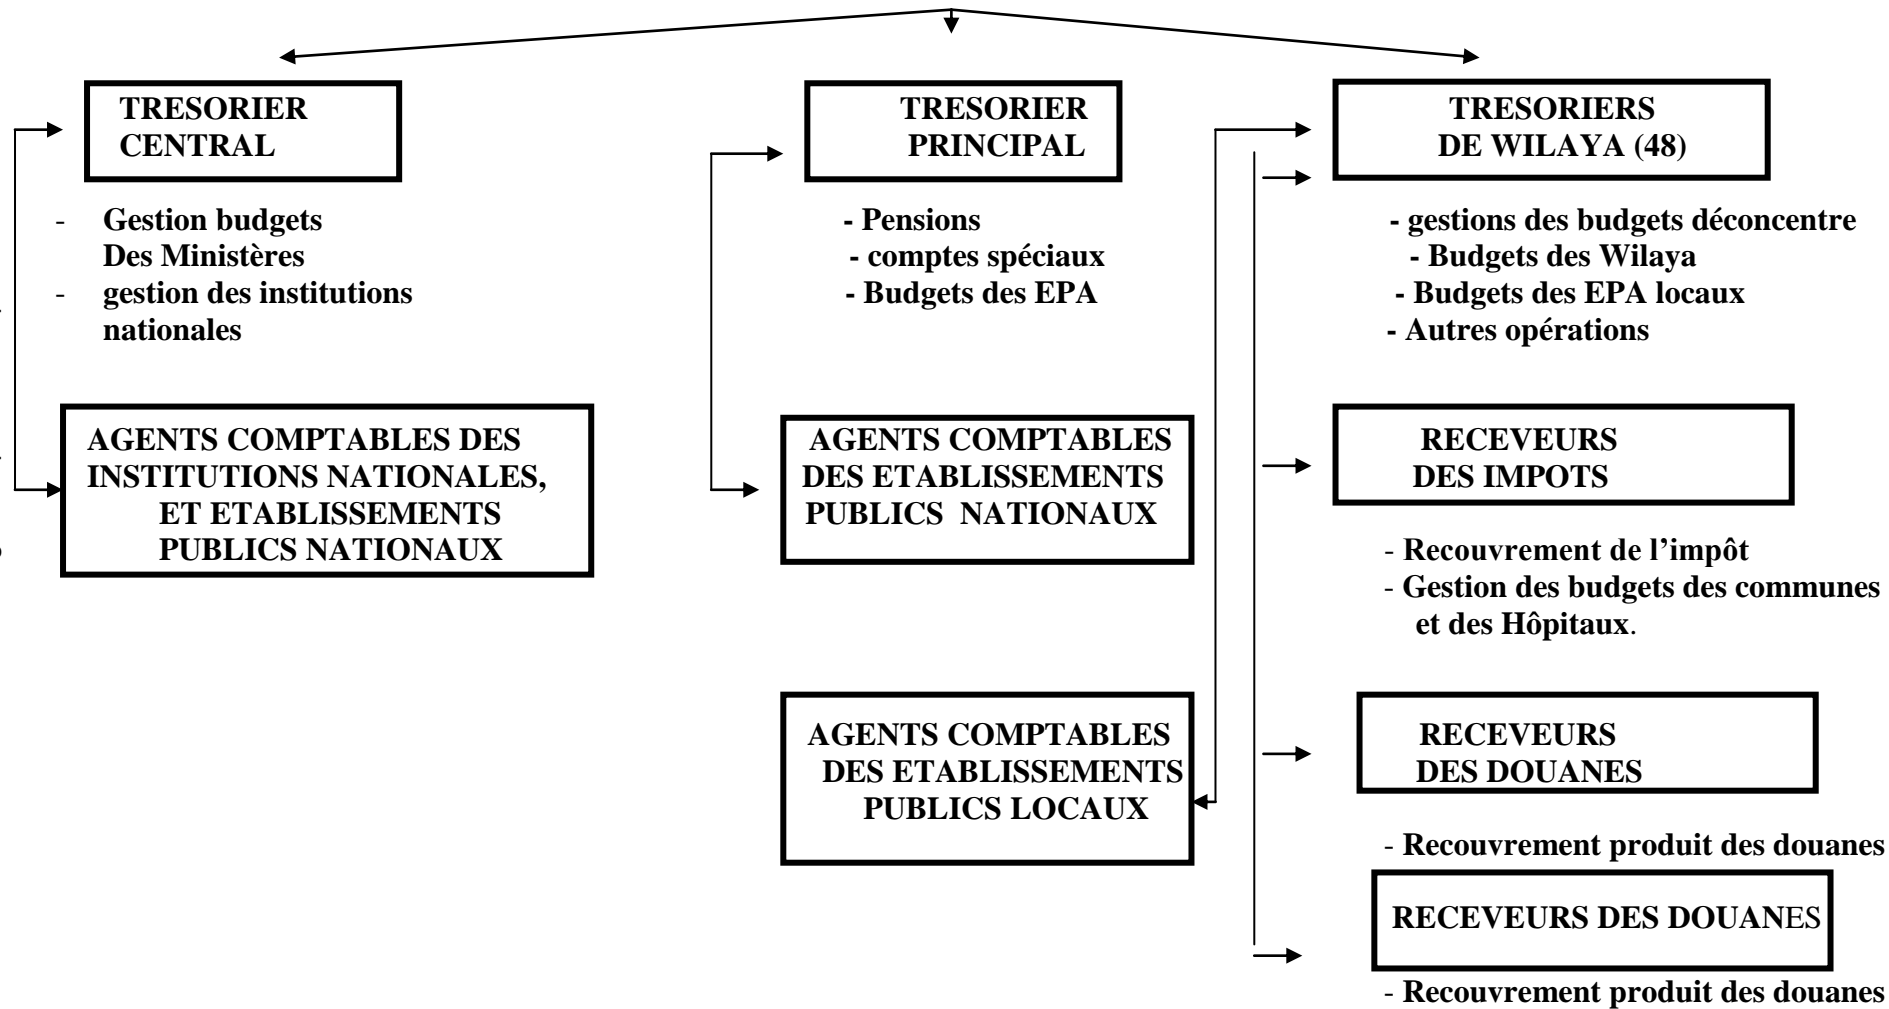 TRESORIER
CENTRAL
- Gestion budgets
Des Ministères
- gestion des institutions
nationales
AGENTS COMPTABLES DES
INSTITUTIONS NATIONALES,
ET ETABLISSEMENTS
PUBLICS NATIONAUX
TRESORIER
PRINCIPAL
- Pensions
- comptes spéciaux
- Budgets des EPA
AGENTS COMPTABLES
DES ETABLISSEMENTS
PUBLICS NATIONAUX
AGENTS COMPTABLES
DES ETABLISSEMENTS
PUBLICS LOCAUX
TRESORIERS
DE WILAYA (48)
- gestions des budgets déconcentre
- Budgets des Wilaya
- Budgets des EPA locaux
- Autres opérations
RECEVEURS
DES IMPOTS
- Recouvrement de l’impôt
- Gestion des budgets des communes
et des Hôpitaux.
RECEVEURS
DES DOUANES
- Recouvrement produit des douanes
RECEVEURS DES DOUANES
- Recouvrement produit des douanes